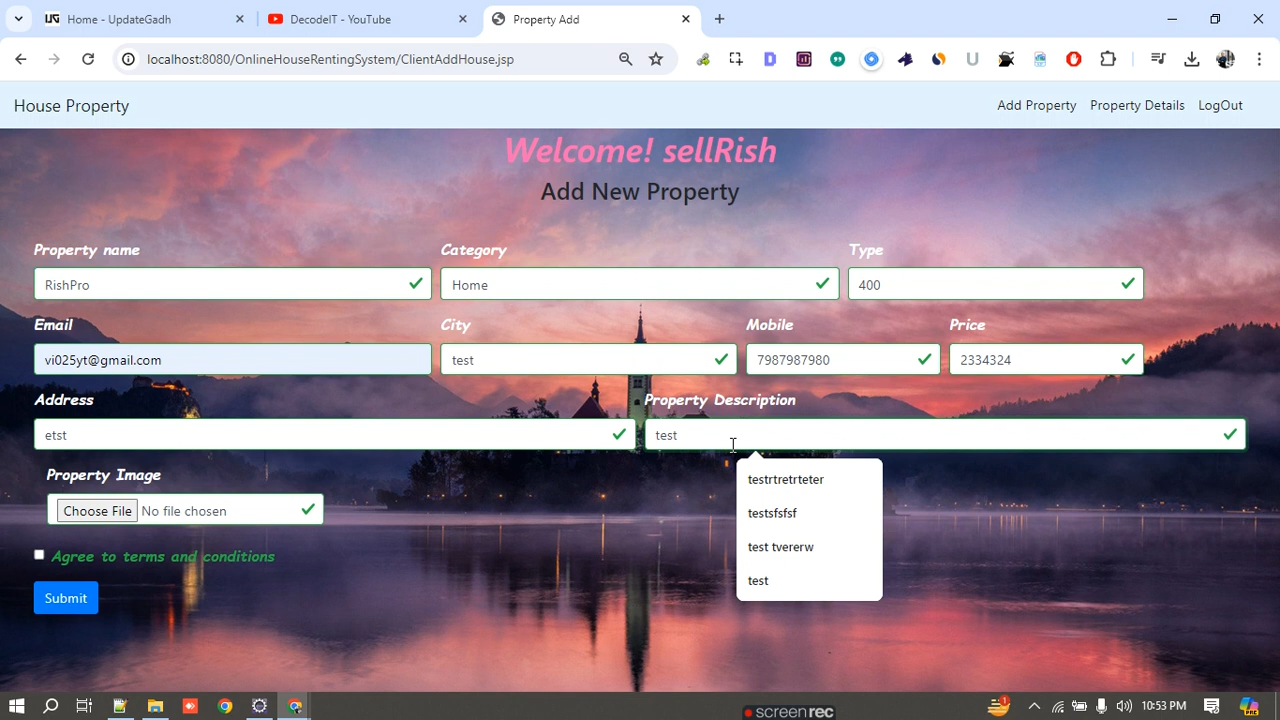 Home - UpdateGadh
DecodeIT - YouTube
Property Add
localhost:8080/OnlineHouseRentingSystem/ClientAddHouse.jsp
House Property
Add Property
Property Details
LogOut
Welcome! sellRish
Add New Property
Property name
Category
Type
RishPro
Home
400
Email
City
Mobile
Price
vi025yt@gmail.com
test
7987987980
2334324
Address
Property Description
etst
test
Property Image
testrtretrteter
Choose File No file chosen
testsfsfsf
test tvererw
Agree to terms and conditions
test
Submit
10:53 PM
screenrec